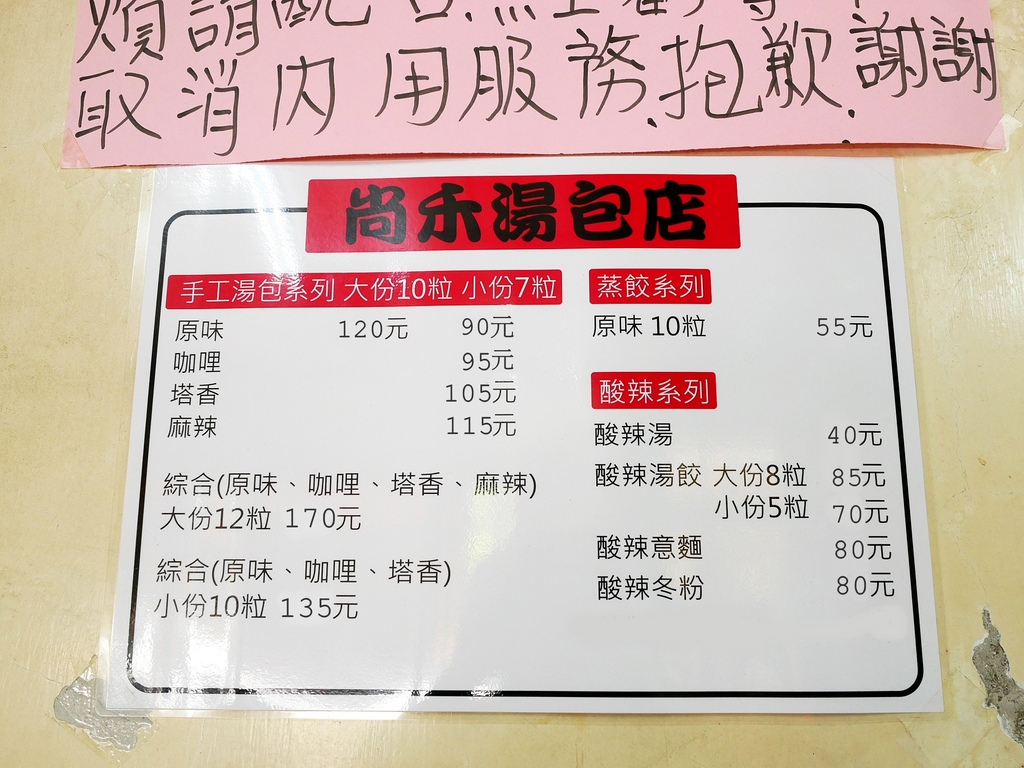 取消內用服務.抱歉.謝謝
尚禾湯包店
手工湯包系列 大份10粒 小份7粒
原味 120元 90元
咖哩 95元
塔香 105元
麻辣 115元
綜合(原味、咖哩、塔香、麻辣)
大份12粒 170元
綜合(原味、咖哩、塔香)
小份10粒 135元
蒸餃系列
原味 10粒 55元
酸辣系列
酸辣湯 40元
酸辣湯餃 大份8粒 85元
小份5粒 70元
酸辣意麵 80元
酸辣冬粉 80元